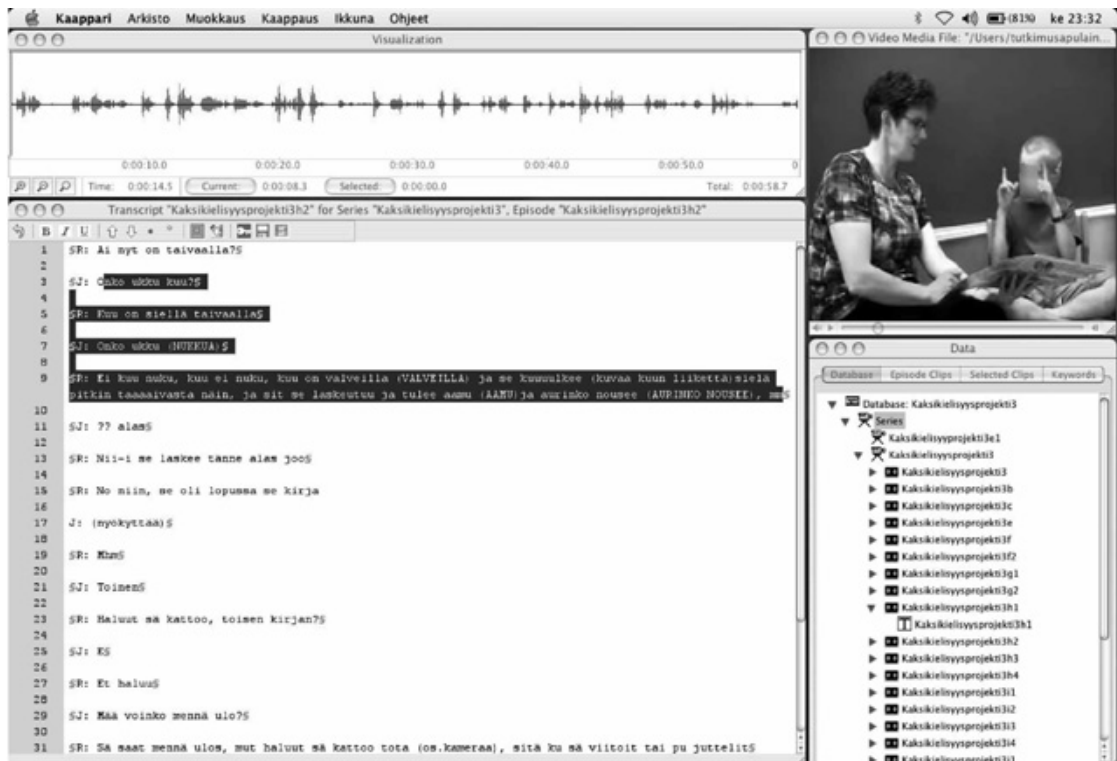 Kaappari Arkisto Muokkaus Kaappaus Ikkuna Ohjeet (81%) ke 23:32
Visualization
0:00:10.0 0:00:20.0 0:00:30.0 0:00:40.0 0:00:50.0 0
Time: 0:00:14.5 Current: 0:00:08.3 Selected: 0:00:00.0 Total: 0:00:58.7
Video Media File: "/Users/tutkimusapulain...
Transcript "Kaksikielisyysprojekti3h2" for Series "Kaksikielisyysprojekti3", Episode "Kaksikielisyysprojekti3h2"
B I U
1 §R: Ai nyt on taivaalla?§
2
3 §J: Onko ukku kuu?§
4
5 §R: Kuu on siellä taivaalla§
6
7 §J: Onko ukku (NUKKUA)§
8
9 §R: Ei kuu nuku, kuu ei nuku, kuu on valveilla (VALVEILLA) ja se kuuulkee (kuvaa kuun liikettä)sielä
pitkin taaaaivasta näin, ja sit se laskeutuu ja tulee aamu (AAMU)ja aurinko nousee (AURINKO NOUSEE), mm§
10
11 §J: ?? alas§
12
13 §R: Nii-i se laskee tänne alas joo§
14
15 §R: No niin, se oli lopussa se kirja
16
17 J: (nyökyttää)§
18
19 §R: Mhm§
20
21 §J: Toinen§
22
23 §R: Haluut sä kattoo, toisen kirjan?§
24
25 §J: E§
26
27 §R: Et haluu§
28
29 §J: Mää voinko mennä ulo?§
30
31 §R: Sä saat mennä ulos, mut haluut sä kattoo tota (os.kameraa), sitä ku sä viitoit tai pu juttelit§
Data
Database Episode Clips Selected Clips Keywords
Database: Kaksikielisyysprojekti3
Series
Kaksikielisyyprojekti3e1
Kaksikielisyysprojekti3
Kaksikielisyysprojekti3
Kaksikielisyysprojekti3b
Kaksikielisyysprojekti3c
Kaksikielisyysprojekti3e
Kaksikielisyysprojekti3f
Kaksikielisyysprojekti3f2
Kaksikielisyysprojekti3g1
Kaksikielisyysprojekti3g2
Kaksikielisyysprojekti3h1
Kaksikielisyysprojekti3h1
Kaksikielisyysprojekti3h2
Kaksikielisyysprojekti3h3
Kaksikielisyysprojekti3h4
Kaksikielisyysprojekti3i1
Kaksikielisyysprojekti3i2
Kaksikielisyysprojekti3i3
Kaksikielisyysprojekti3i4